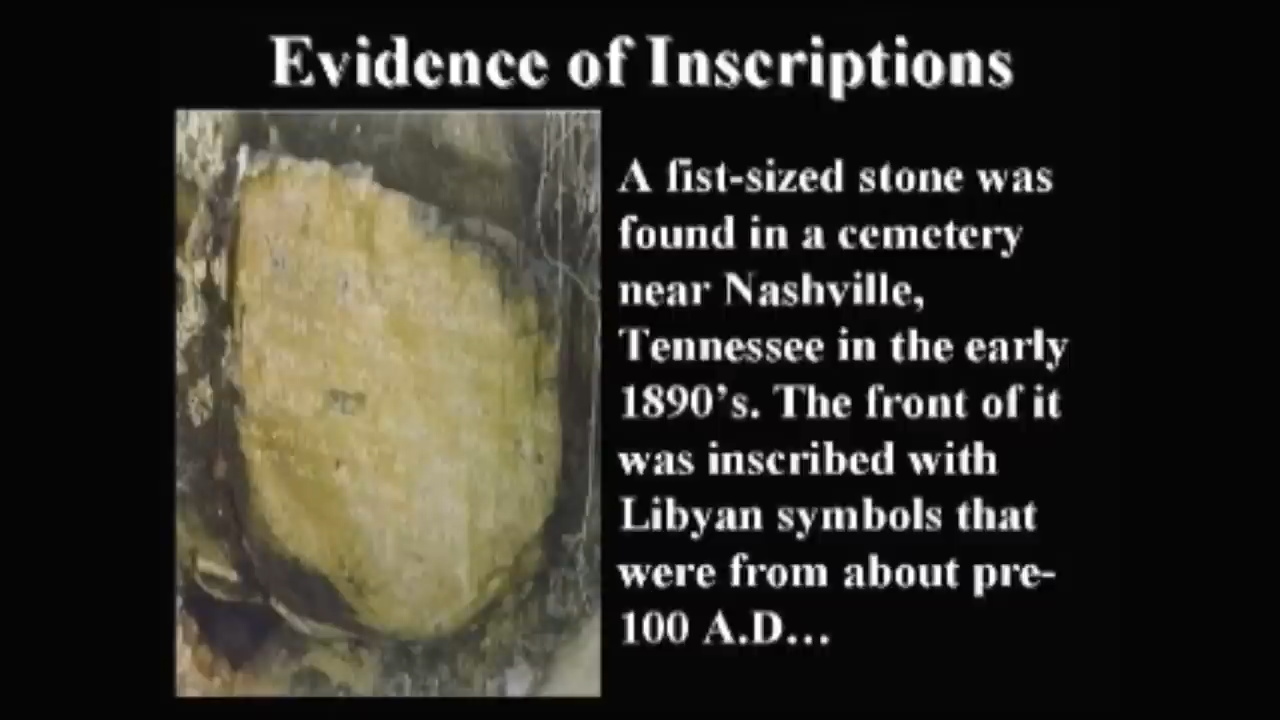 Evidence of Inscriptions
A fist-sized stone was
found in a cemetery
near Nashville,
Tennessee in the early
1890's. The front of it
was inscribed with
Libyan symbols that
were from about pre-
100 A.D...